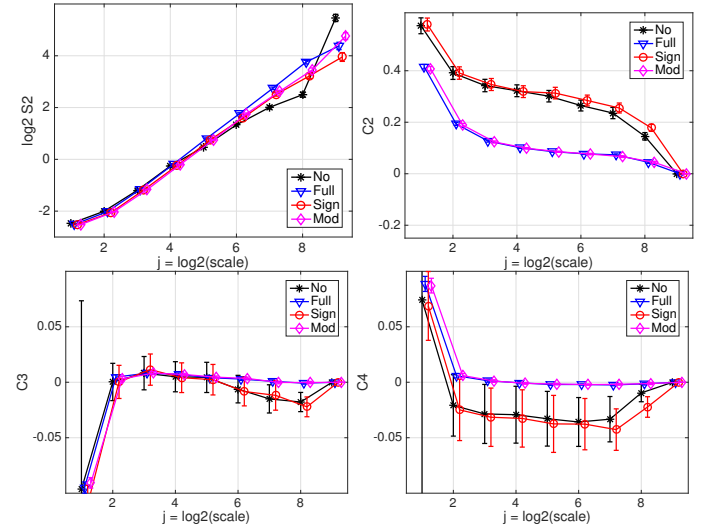 4
2
0
-2
log2 S2
2
4
6
8
j = log2(scale)
No
Full
Sign
Mod
0.4
0.2
0
-0.2
C2
2
4
6
8
j = log2(scale)
No
Full
Sign
Mod
0.05
0
-0.05
C3
2
4
6
8
j = log2(scale)
No
Full
Sign
Mod
0.05
0
-0.05
C4
2
4
6
8
j = log2(scale)
No
Full
Sign
Mod